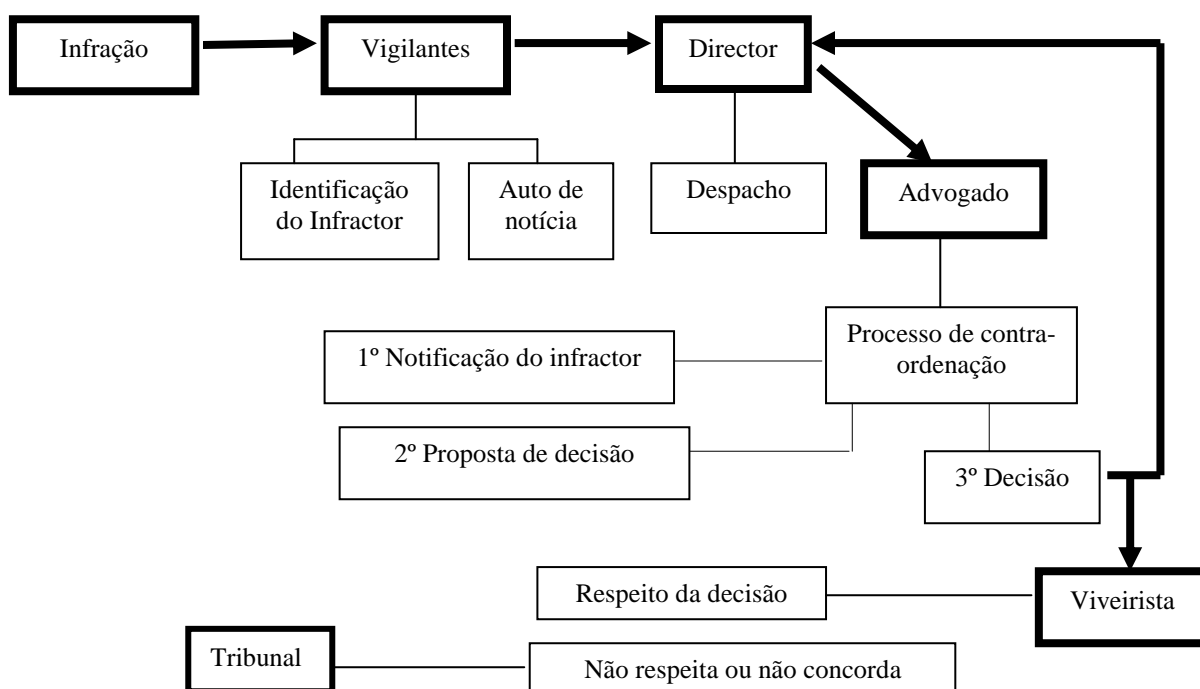 Infração
Vigilantes
Director
Identificação
do Infractor
Auto de
notícia
Despacho
Advogado
Processo de contra-
ordenação
1º Notificação do infractor
2º Proposta de decisão
3º Decisão
Respeito da decisão
Viveirista
Tribunal
Não respeita ou não concorda